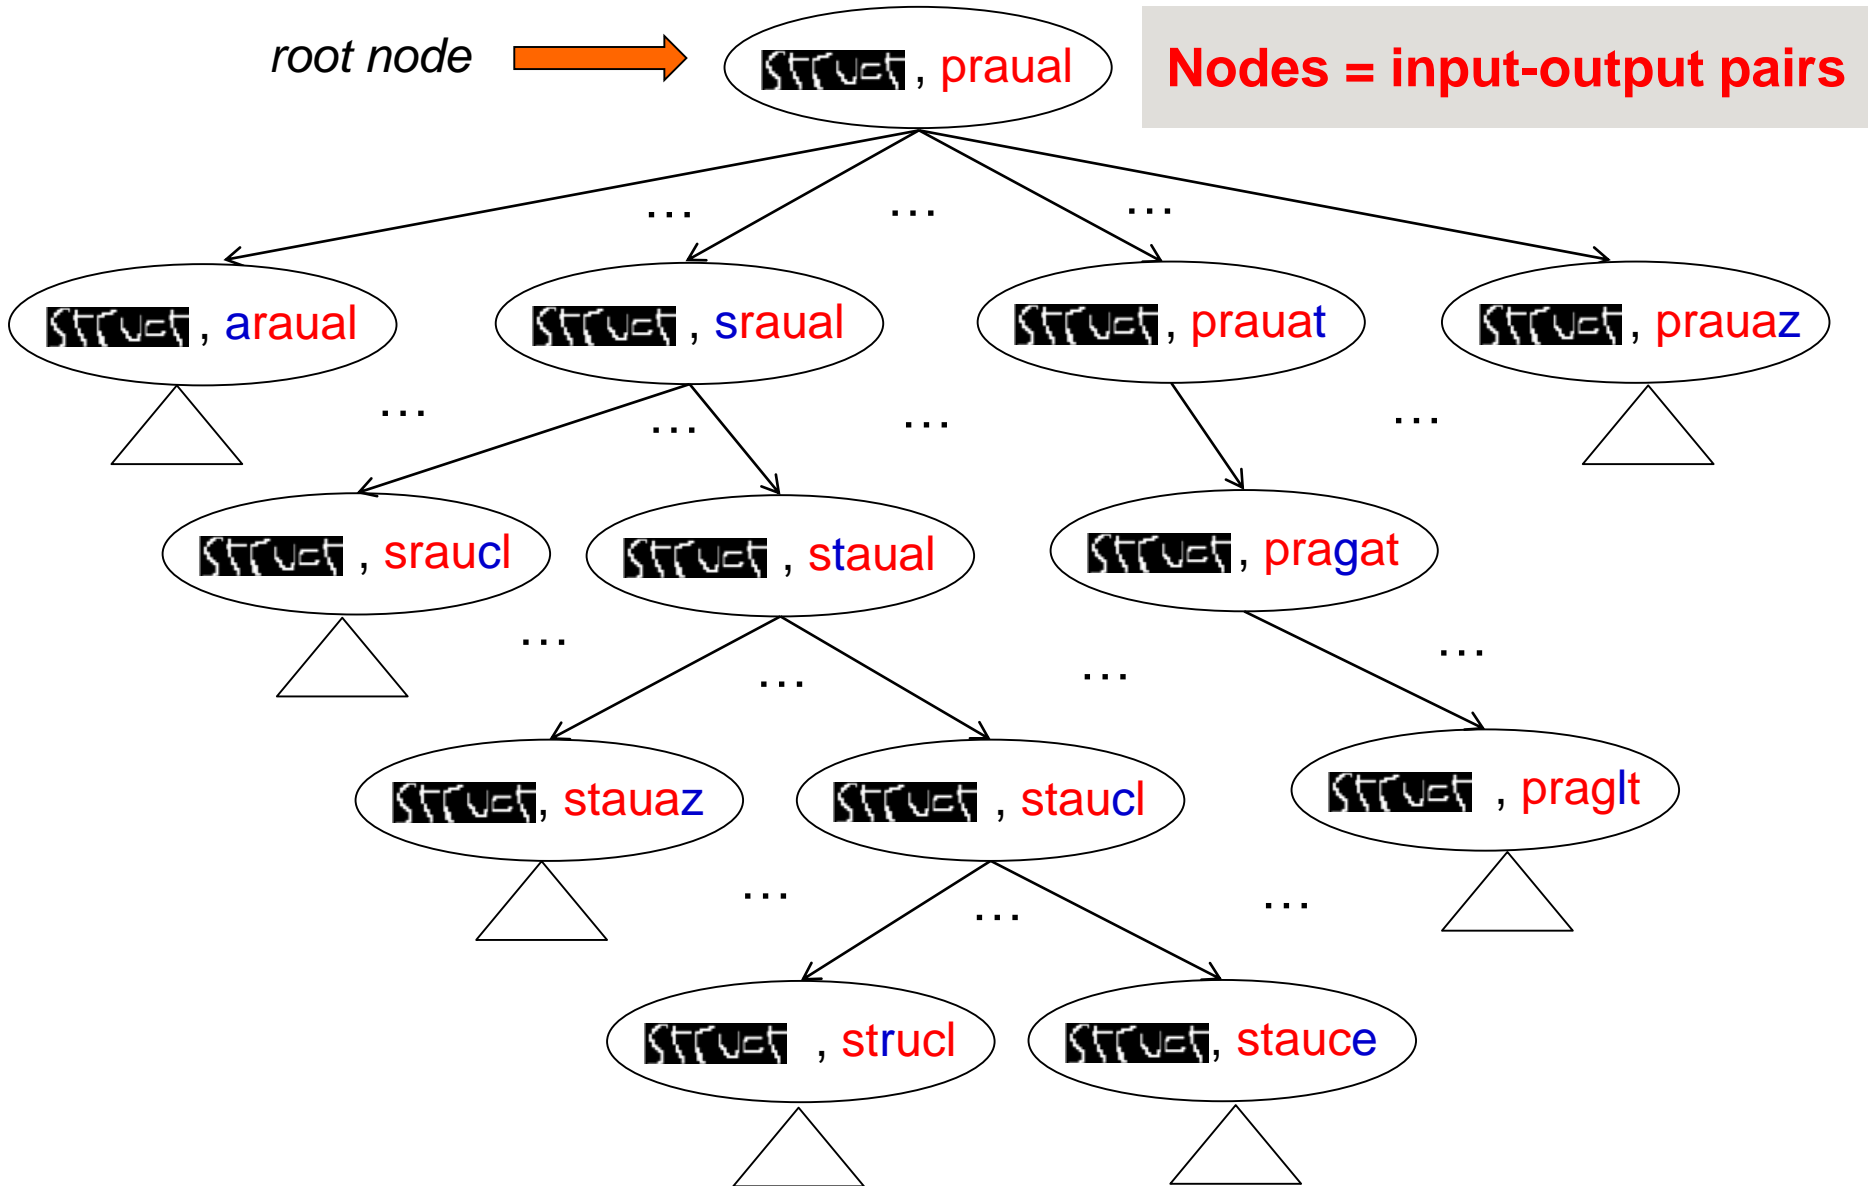 root node
Struct , praual
Nodes = input-output pairs
... ... ...
Struct , araual
Struct , sraual
Struct , prauat
Struct , prauaz
... ... ... ...
Struct , sraucl
Struct , staual
Struct , pragat
... ... ... ...
Struct , stauaz
Struct , staucl
Struct , praglt
... ... ...
Struct , strucl
Struct , stauce